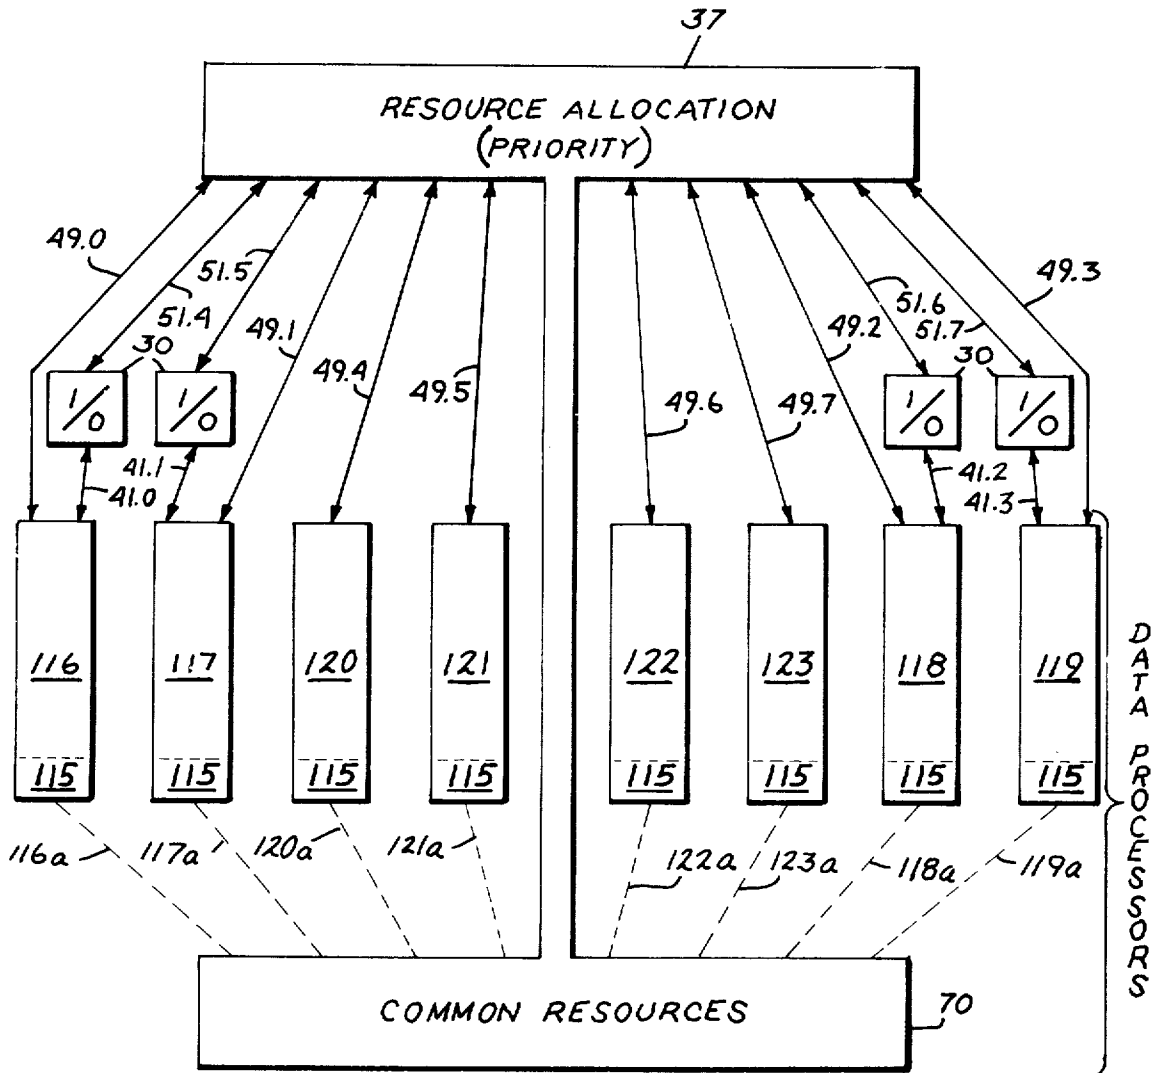 37
RESOURCE ALLOCATION
(PRIORITY)
49.0
51.4
51.5
49.1
49.4
49.5
49.6
49.7
49.2
51.6
51.7
49.3
30
30
I/O
I/O
I/O
I/O
41.0
41.1
41.2
41.3
116
117
120
121
122
123
118
119
115
115
115
115
115
115
115
115
116a
117a
120a
121a
122a
123a
118a
119a
DATA PROCESSORS
COMMON RESOURCES
70